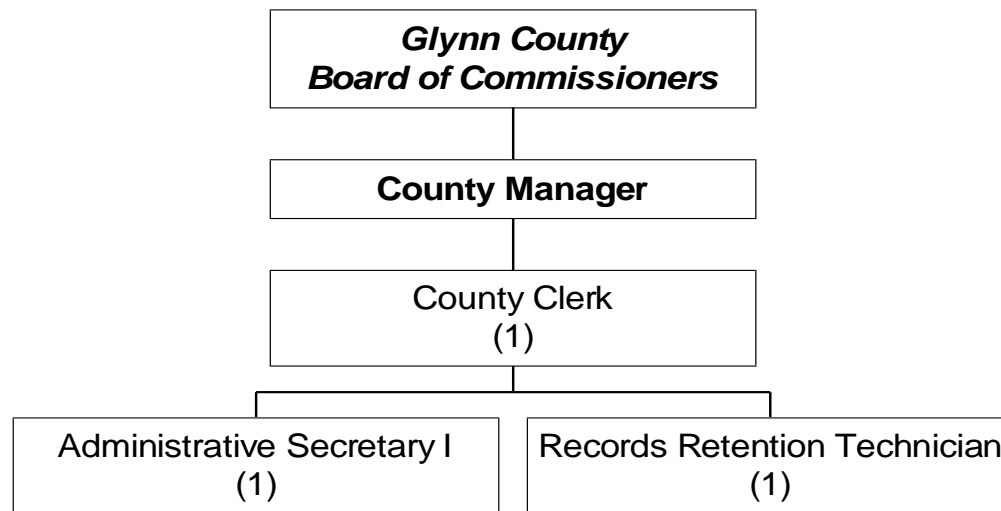 Glynn County
Board of Commissioners
County Manager
County Clerk
(1)
Administrative Secretary I
(1)
Records Retention Technician
(1)